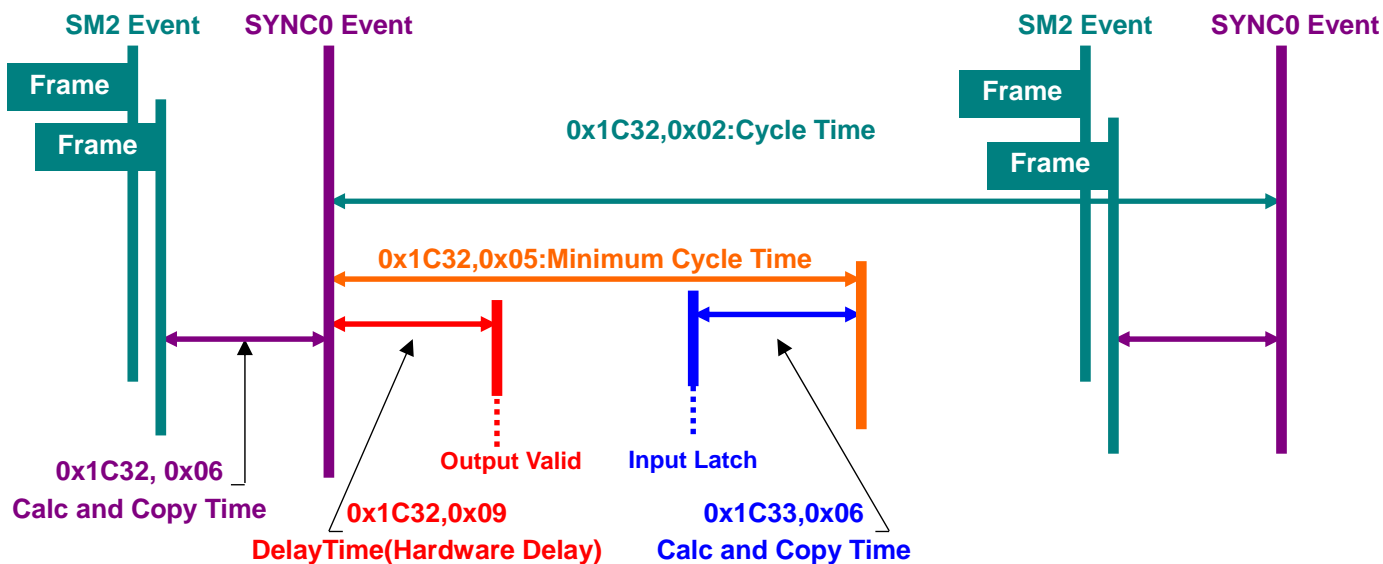 SM2 Event
SYNC0 Event
SM2 Event
SYNC0 Event
Frame
Frame
Frame
Frame
0x1C32,0x02:Cycle Time
0x1C32,0x05:Minimum Cycle Time
Output Valid
Input Latch
0x1C32, 0x06
Calc and Copy Time
0x1C32,0x09
DelayTime(Hardware Delay)
0x1C33,0x06
Calc and Copy Time